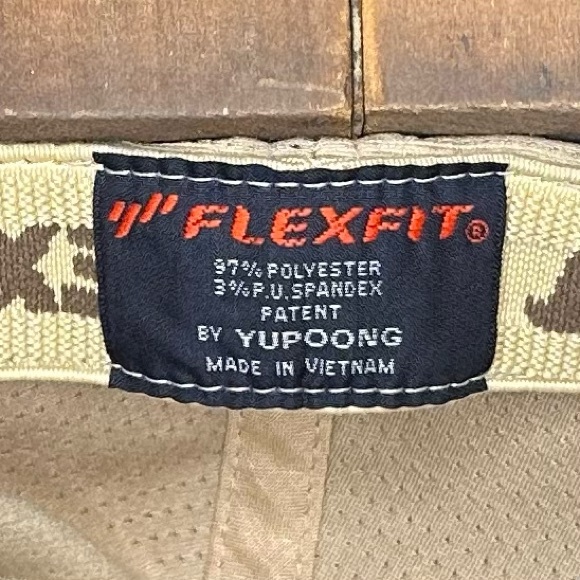 FLEXFIT®
97% POLYESTER
3% P.U. SPANDEX
PATENT
BY YUPOONG
MADE IN VIETNAM